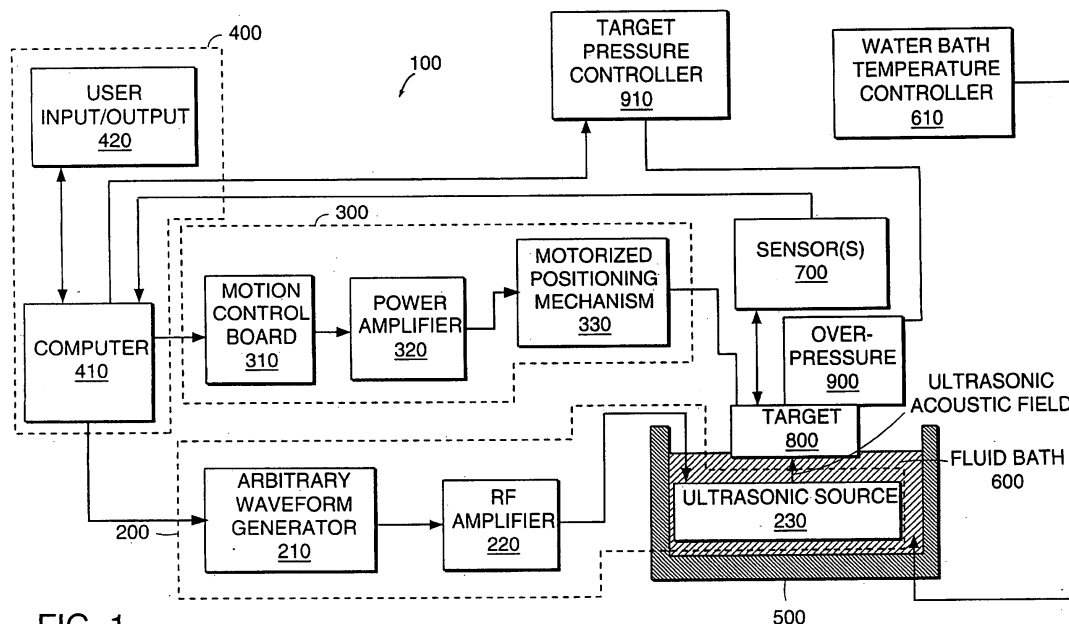 400
USER
INPUT/OUTPUT
420
100
TARGET
PRESSURE
CONTROLLER
910
WATER BATH
TEMPERATURE
CONTROLLER
610
300
COMPUTER
410
MOTION
CONTROL
BOARD
310
POWER
AMPLIFIER
320
MOTORIZED
POSITIONING
MECHANISM
330
SENSOR(S)
700
OVER-
PRESSURE
900
ULTRASONIC
ACOUSTIC FIELD
TARGET
800
FLUID BATH
600
200
ARBITRARY
WAVEFORM
GENERATOR
210
RF
AMPLIFIER
220
ULTRASONIC SOURCE
230
500
FIG. 1